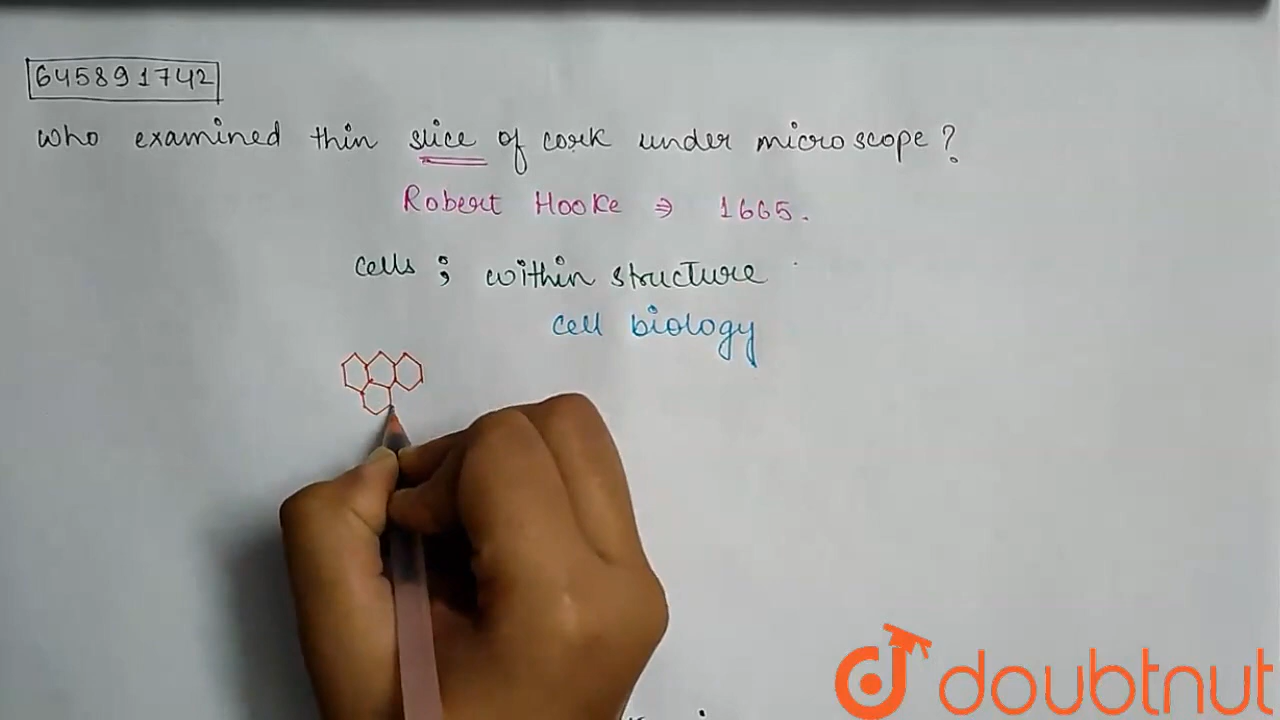 645891742
who examined thin slice of cork under microscope?
Robert Hooke ⇒ 1665.
cells ; within structure
cell biology
doubtnut